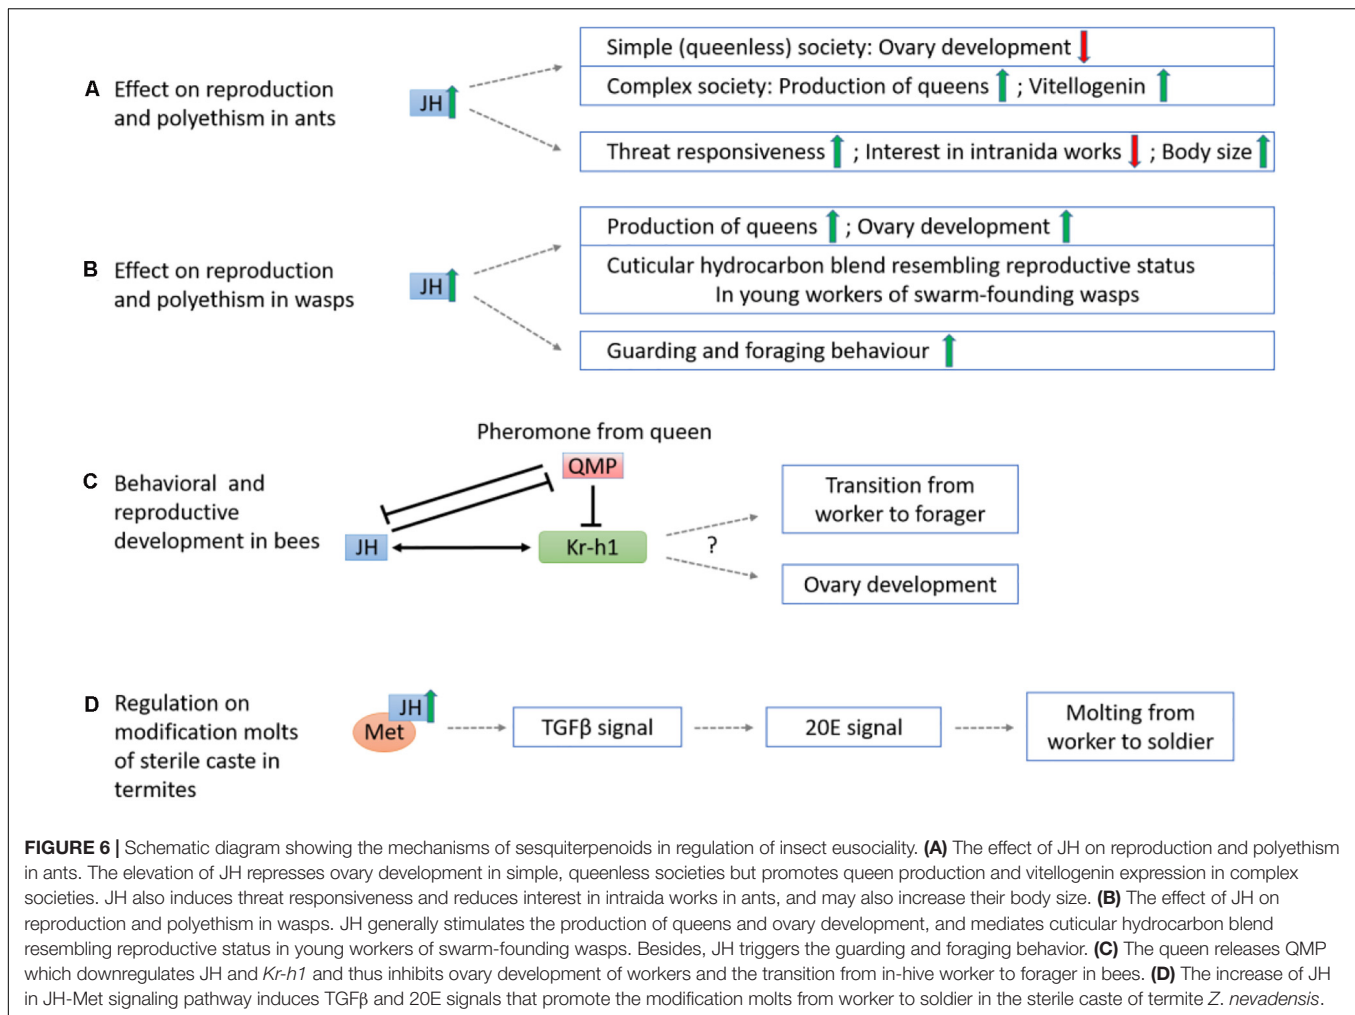 Simple (queenless) society: Ovary development
A Effect on reproduction
and polyethism in ants
JH
Complex society: Production of queens ; Vitellogenin
Threat responsiveness ; Interest in intranida works ; Body size
B Effect on reproduction
and polyethism in wasps
JH
Production of queens ; Ovary development
Cuticular hydrocarbon blend resembling reproductive status
In young workers of swarm-founding wasps
Guarding and foraging behaviour
C Behavioral and
reproductive
development in bees
Pheromone from queen
QMP
JH
Kr-h1
?
Transition from
worker to forager
Ovary development
D Regulation on
modification molts
of sterile caste in
termites
JH
Met
TGFβ signal
20E signal
Molting from
worker to soldier
FIGURE 6 | Schematic diagram showing the mechanisms of sesquiterpenoids in regulation of insect eusociality. (A) The effect of JH on reproduction and polyethism
in ants. The elevation of JH represses ovary development in simple, queenless societies but promotes queen production and vitellogenin expression in complex
societies. JH also induces threat responsiveness and reduces interest in intraida works in ants, and may also increase their body size. (B) The effect of JH on
reproduction and polyethism in wasps. JH generally stimulates the production of queens and ovary development, and mediates cuticular hydrocarbon blend
resembling reproductive status in young workers of swarm-founding wasps. Besides, JH triggers the guarding and foraging behavior. (C) The queen releases QMP
which downregulates JH and Kr-h1 and thus inhibits ovary development of workers and the transition from in-hive worker to forager in bees. (D) The increase of JH
in JH-Met signaling pathway induces TGFβ and 20E signals that promote the modification molts from worker to soldier in the sterile caste of termite Z. nevadensis.